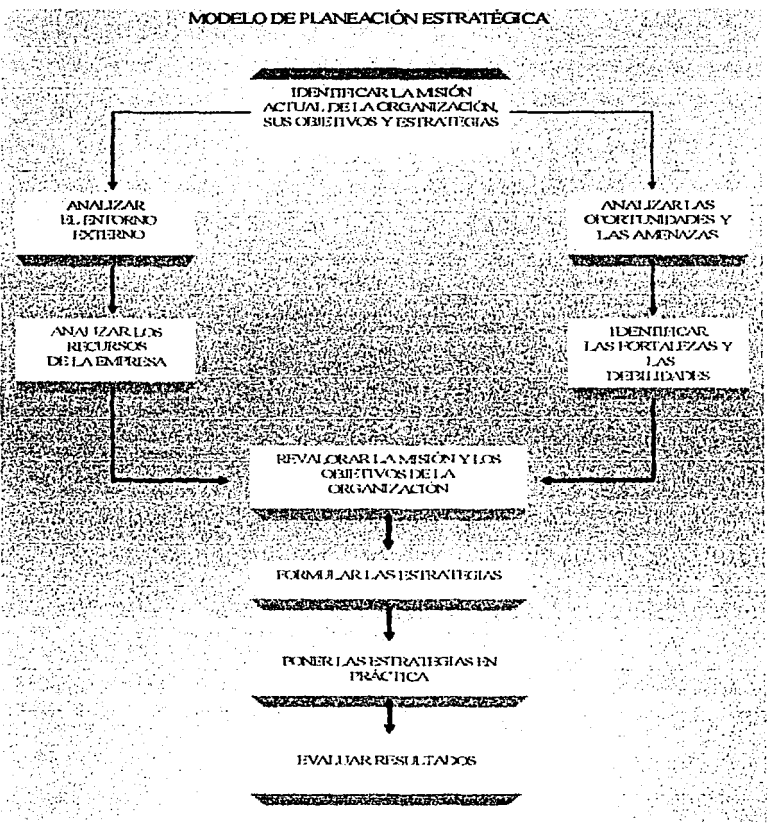 MODELO DE PLANEACIÓN ESTRATÉGICA
IDENTIFICAR LA MISIÓN
ACTUAL DE LA ORGANIZACIÓN,
SUS OBJETIVOS Y ESTRATEGIAS
ANALIZAR
EL ENTORNO
EXTERNO
ANALIZAR LAS
OPORTUNIDADES Y
LAS AMENAZAS
ANALIZAR LOS
RECURSOS
DE LA EMPRESA
IDENTIFICAR
LAS FORTALEZAS Y
LAS
DEBILIDADES
REVALORAR LA MISIÓN Y LOS
OBJETIVOS DE LA
ORGANIZACIÓN
FORMULAR LAS ESTRATEGIAS
PONER LAS ESTRATEGIAS EN
PRÁCTICA
EVALUAR RESULTADOS